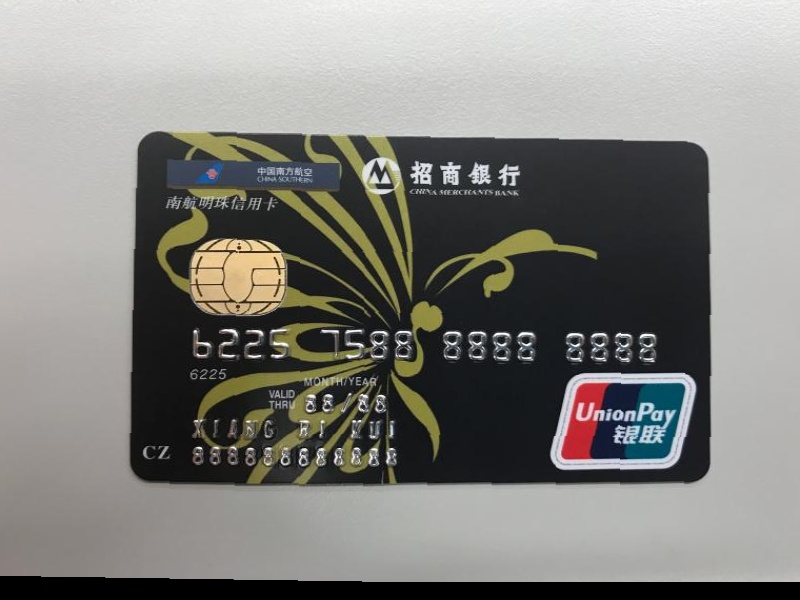 中国南方航空
CHINA SOUTHERN
招商银行
CHINA MERCHANTS BANK
南航明珠信用卡
6225 7588 8888 8888
6225
MONTH/YEAR
VALID
THRU 88/88
XIANG BI KUI
CZ 888888888888
UnionPay
银联